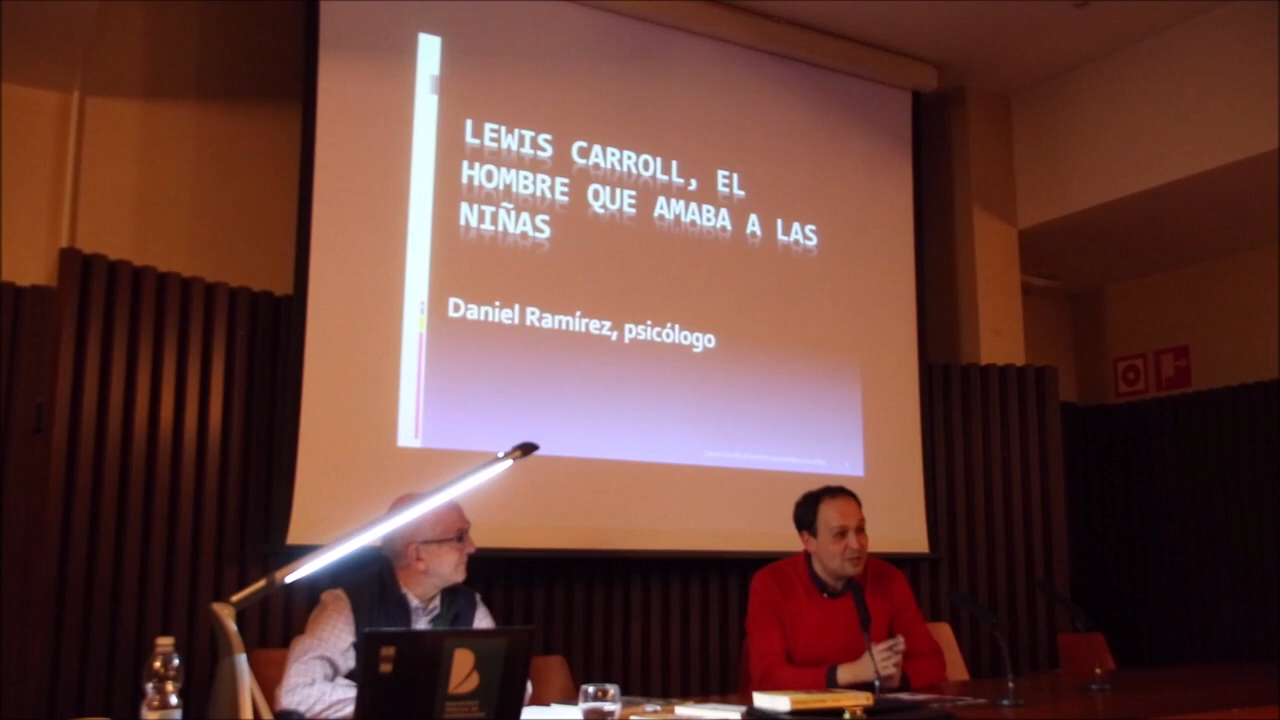 LEWIS CARROLL, EL
HOMBRE QUE AMABA A LAS
NIÑAS
Daniel Ramírez, psicólogo